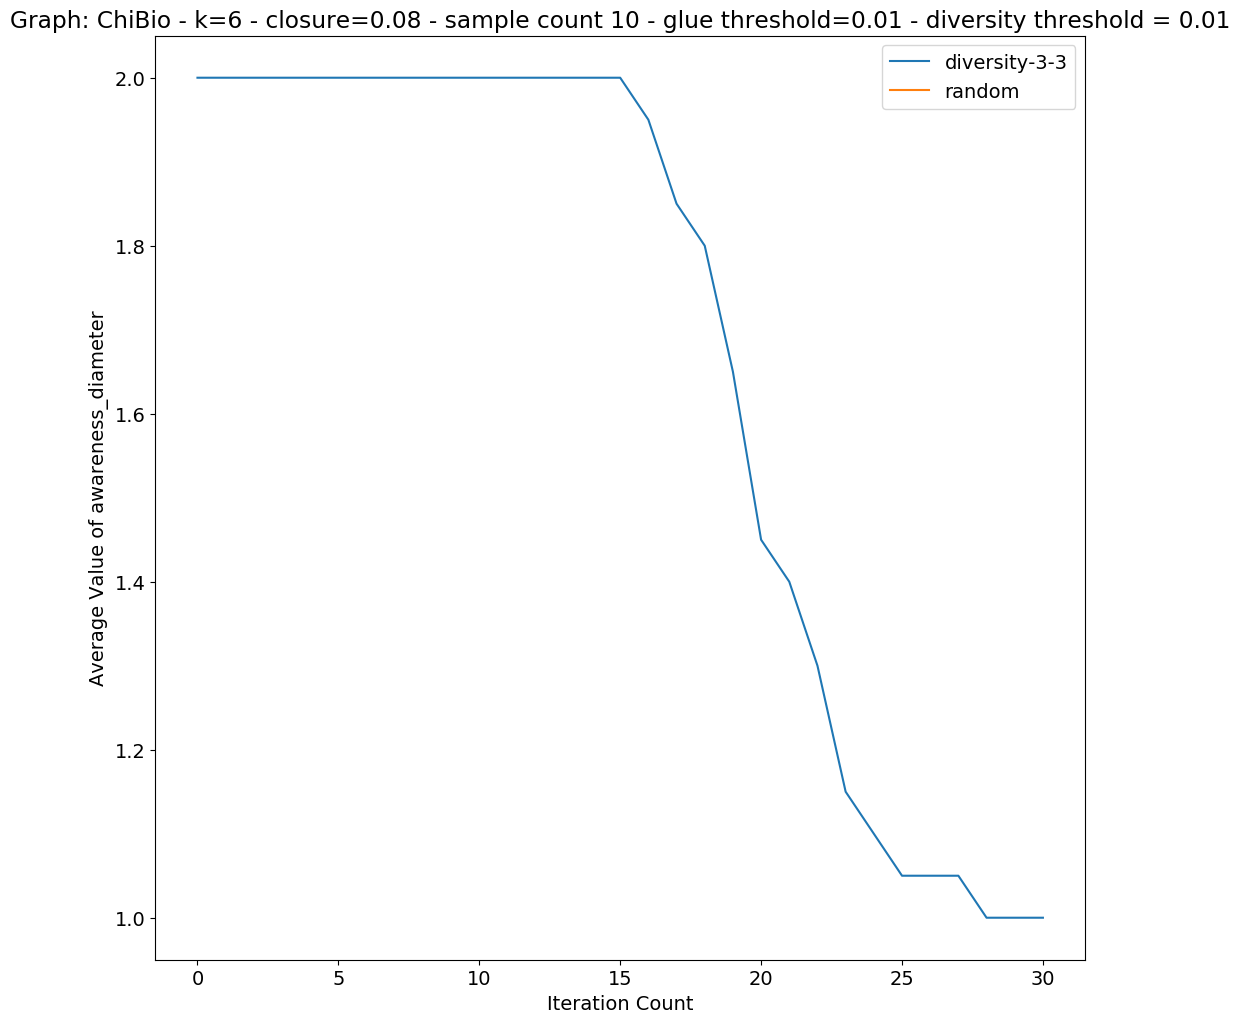 Graph: ChiBio - k=6 - closure=0.08 - sample count 10 - glue threshold=0.01 - diversity threshold = 0.01
diversity-3-3
random
2.0
1.8
1.6
1.4
1.2
1.0
Average Value of awareness_diameter
0 5 10 15 20 25 30
Iteration Count